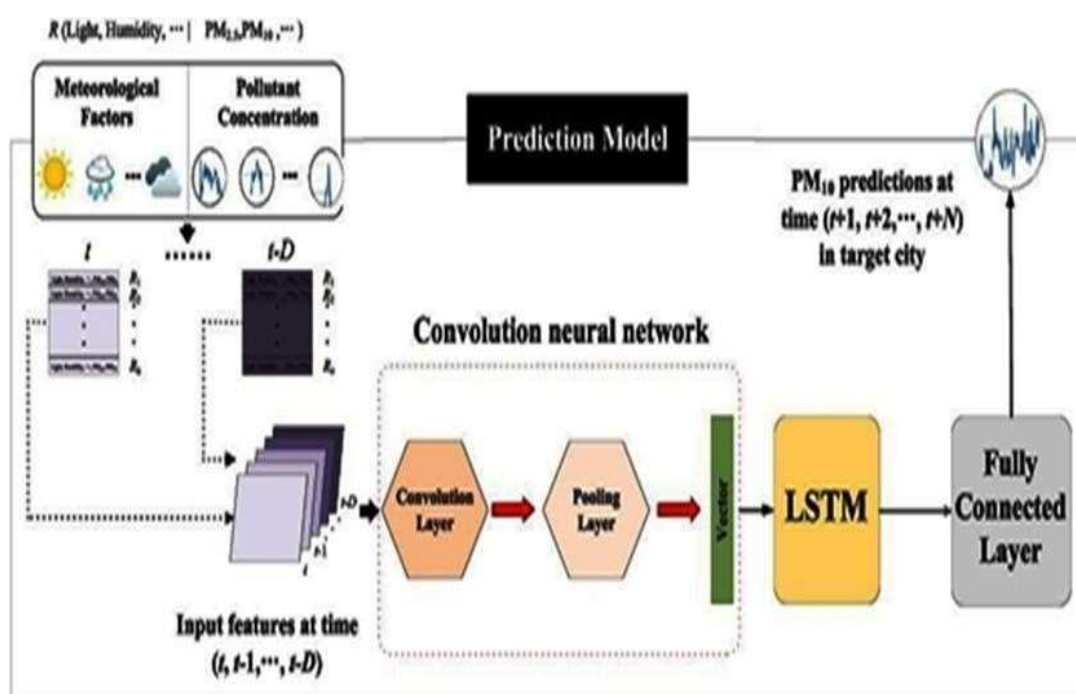 R (Light, Humidity, ⋯ | PM₂.₅, PM₁₀, ⋯ )
Meteorological
Factors
Pollutant
Concentration
Prediction Model
PM₁₀ predictions at
time (t+1, t+2,⋯, t+N)
in target city
t
t-D
R₁
R₂
R₁
R₂
Convolution neural network
Convolution
Layer
Pooling
Layer
Vector
LSTM
Fully
Connected
Layer
t-D
t-1
t
Input features at time
(t, t-1,⋯, t-D)